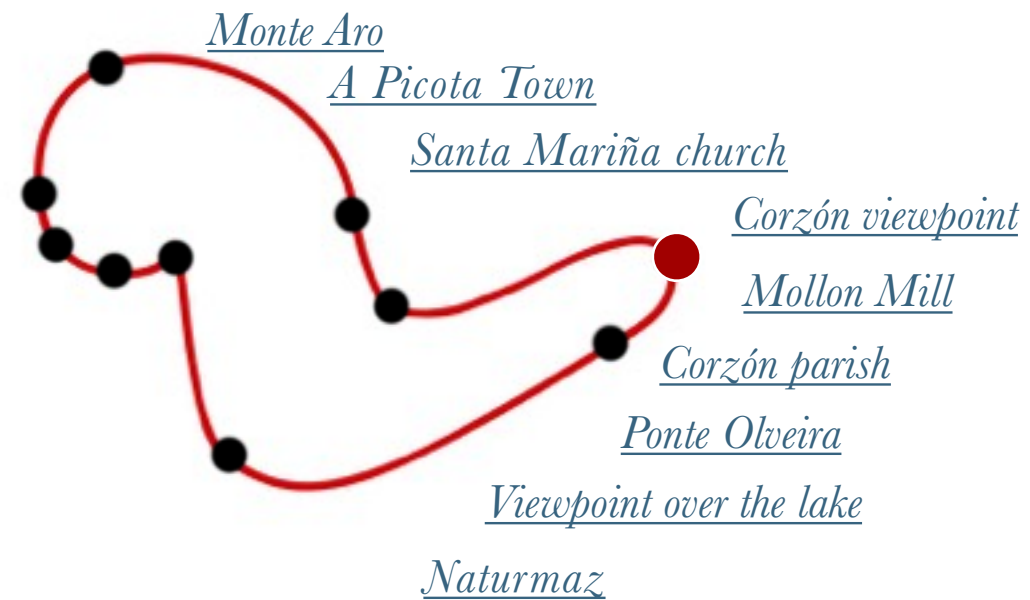 Monte Aro
A Picota Town
Santa Mariña church
Corzón viewpoint
Mollon Mill
Corzón parish
Ponte Olveira
Viewpoint over the lake
Naturmaz